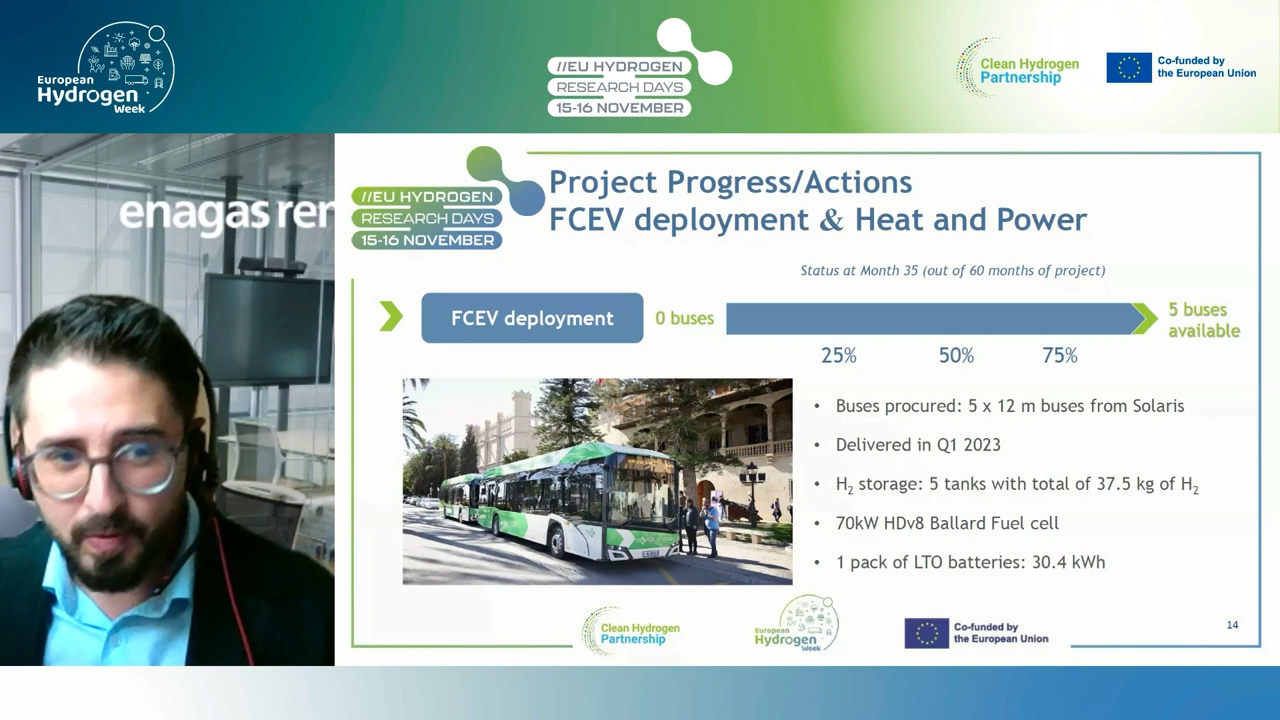 European
Hydrogen
Week
//EU HYDROGEN
RESEARCH DAYS
15-16 NOVEMBER
Clean Hydrogen
Partnership
Co-funded by
the European Union
enagas ren
//EU HYDROGEN
RESEARCH DAYS
15-16 NOVEMBER
Project Progress/Actions
FCEV deployment & Heat and Power
Status at Month 35 (out of 60 months of project)
FCEV deployment
0 buses
5 buses
available
25% 50% 75%
• Buses procured: 5 x 12 m buses from Solaris
• Delivered in Q1 2023
• H₂ storage: 5 tanks with total of 37.5 kg of H₂
• 70kW HDv8 Ballard Fuel cell
• 1 pack of LTO batteries: 30.4 kWh
Clean Hydrogen
Partnership
European
Hydrogen
Week
Co-funded by
the European Union
14